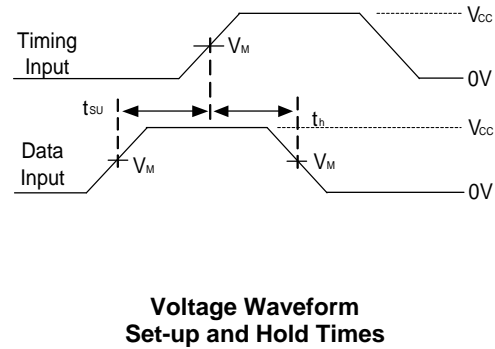 Timing
Input
VM
VCC
0V
tSU
th
VCC
Data
Input
VM
VM
0V
Voltage Waveform
Set-up and Hold Times